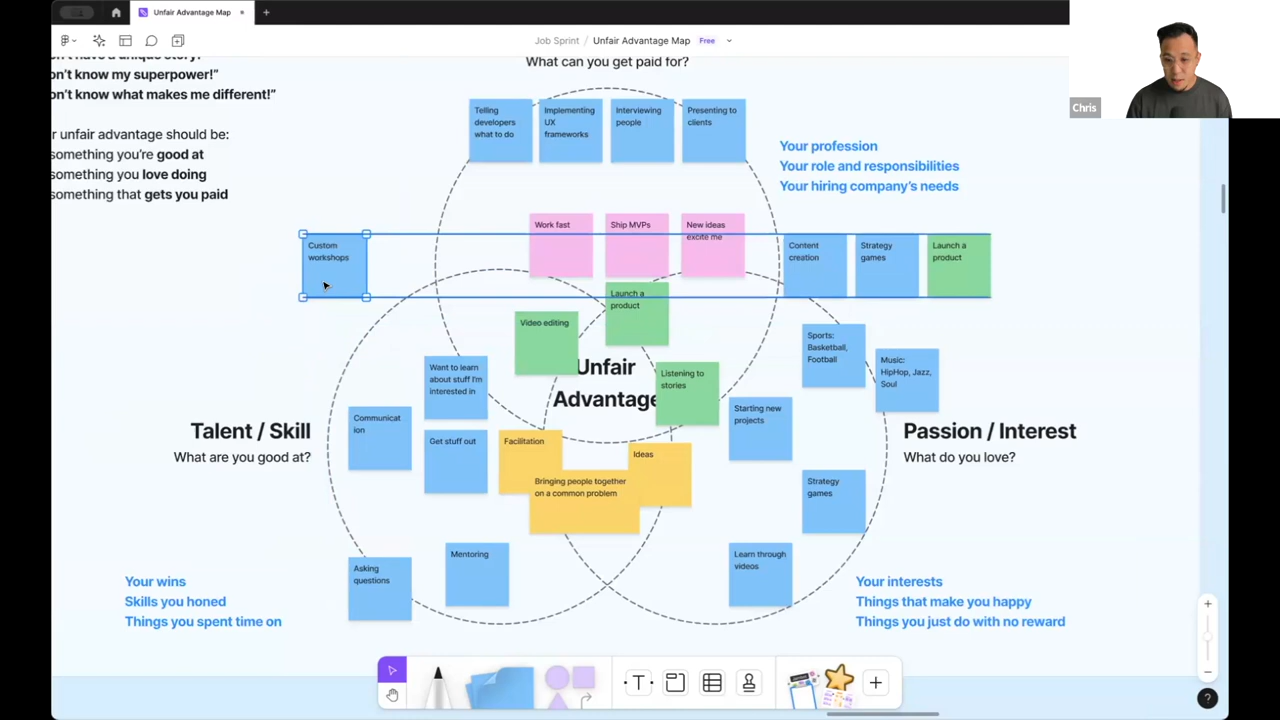 Unfair Advantage Map
Job Sprint / Unfair Advantage Map Free
on't know my superpower!"
on't know what makes me different!"
r unfair advantage should be:
something you're good at
something you love doing
something that gets you paid
What can you get paid for?
Chris
Telling
developers
what to do
Implementing
UX
frameworks
Interviewing
people
Presenting to
clients
Your profession
Your role and responsibilities
Your hiring company's needs
Work fast
Ship MVPs
New ideas
excite me
Custom
workshops
Content
creation
Strategy
games
Launch a
product
Launch a
product
Video editing
Unfair
Advantage
Listening to
stories
Sports:
Basketball,
Football
Music:
HipHop, Jazz,
Soul
Want to learn
about stuff I'm
interested in
Communicat
ion
Get stuff out
Starting new
projects
Talent / Skill
What are you good at?
Passion / Interest
What do you love?
Facilitation
Ideas
Bringing people together
on a common problem
Strategy
games
Mentoring
Asking
questions
Learn through
videos
Your wins
Skills you honed
Things you spent time on
Your interests
Things that make you happy
Things you just do with no reward
T
?